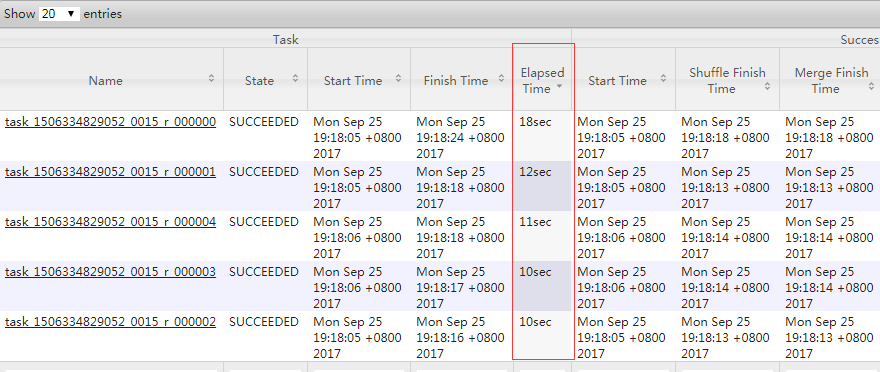 Show 20 entries
Task Succes
Name State Start Time Finish Time Elapsed Time Start Time Shuffle Finish Time Merge Finish Time
task_1506334829052_0015_r_000000 SUCCEEDED Mon Sep 25 19:18:05 +0800 2017 Mon Sep 25 19:18:24 +0800 2017 18sec Mon Sep 25 19:18:05 +0800 2017 Mon Sep 25 19:18:18 +0800 2017 Mon Sep 25 19:18:18 +0800 2017
task_1506334829052_0015_r_000001 SUCCEEDED Mon Sep 25 19:18:05 +0800 2017 Mon Sep 25 19:18:18 +0800 2017 12sec Mon Sep 25 19:18:05 +0800 2017 Mon Sep 25 19:18:13 +0800 2017 Mon Sep 25 19:18:13 +0800 2017
task_1506334829052_0015_r_000004 SUCCEEDED Mon Sep 25 19:18:06 +0800 2017 Mon Sep 25 19:18:18 +0800 2017 11sec Mon Sep 25 19:18:06 +0800 2017 Mon Sep 25 19:18:14 +0800 2017 Mon Sep 25 19:18:14 +0800 2017
task_1506334829052_0015_r_000003 SUCCEEDED Mon Sep 25 19:18:06 +0800 2017 Mon Sep 25 19:18:17 +0800 2017 10sec Mon Sep 25 19:18:06 +0800 2017 Mon Sep 25 19:18:14 +0800 2017 Mon Sep 25 19:18:14 +0800 2017
task_1506334829052_0015_r_000002 SUCCEEDED Mon Sep 25 19:18:05 +0800 2017 Mon Sep 25 19:18:16 +0800 2017 10sec Mon Sep 25 19:18:05 +0800 2017 Mon Sep 25 19:18:13 +0800 2017 Mon Sep 25 19:18:13 +0800 2017